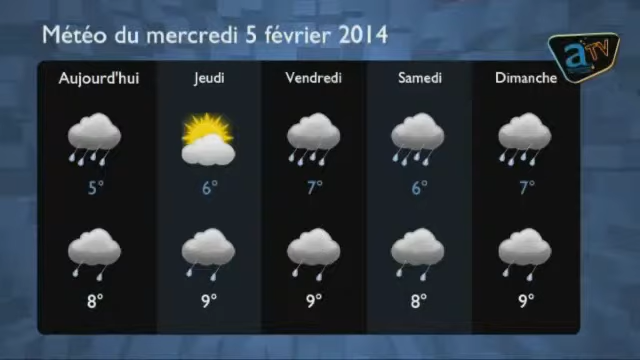 Météo du mercredi 5 février 2014
aTV
Aujourd'hui Jeudi Vendredi Samedi Dimanche
5° 6° 7° 6° 7°
8° 9° 9° 8° 9°